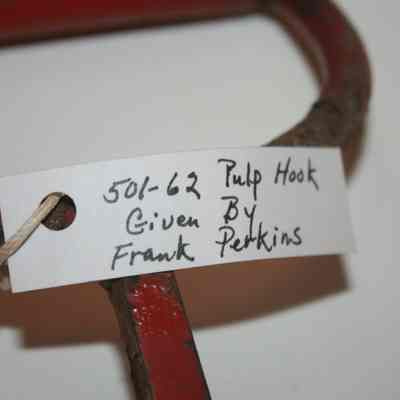 501-62 Pulp Hook
Given By
Frank Perkins